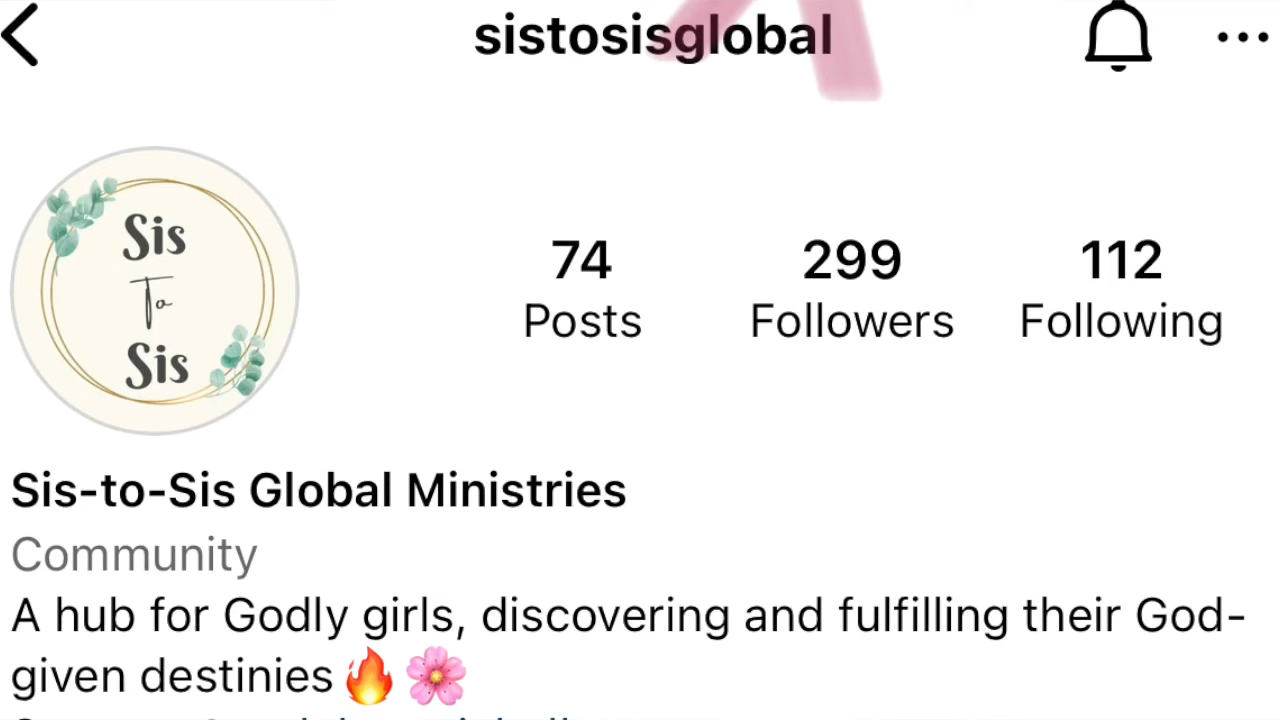 sistosisglobal
Sis
To
Sis
74
299
112
Posts
Followers
Following
Sis-to-Sis Global Ministries
Community
A hub for Godly girls, discovering and fulfilling their God-
given destinies🔥🌸